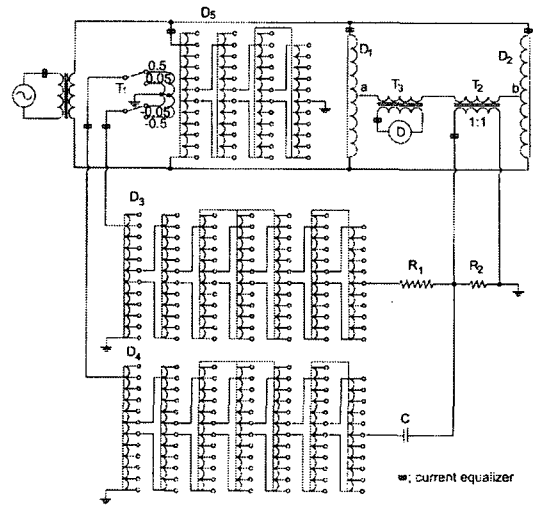 D5
D1
D2
0.5
0.05
T1
-0.05
-0.5
a
T3
T2
b
D
1:1
D3
R1
R2
D4
C
; current equalizer